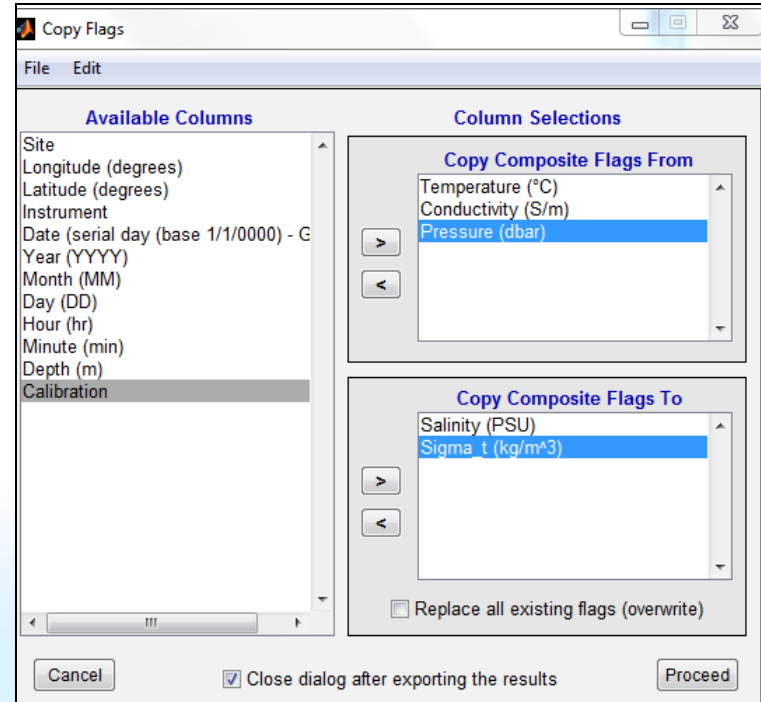 Copy Flags
File Edit
Available Columns
Site
Longitude (degrees)
Latitude (degrees)
Instrument
Date (serial day (base 1/1/0000) - G
Year (YYYY)
Month (MM)
Day (DD)
Hour (hr)
Minute (min)
Depth (m)
Calibration
Column Selections
Copy Composite Flags From
Temperature (°C)
Conductivity (S/m)
Pressure (dbar)
>
<
Copy Composite Flags To
Salinity (PSU)
Sigma_t (kg/m^3)
>
<
Replace all existing flags (overwrite)
Cancel
Close dialog after exporting the results
Proceed